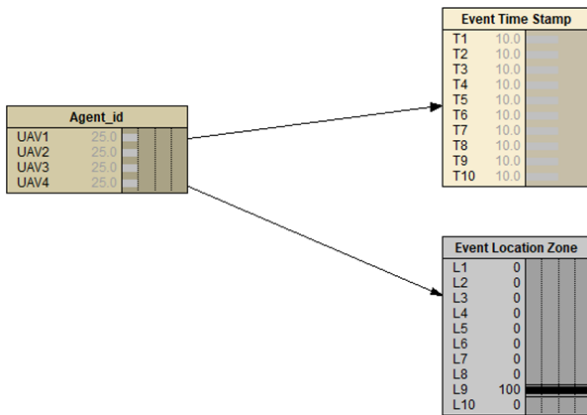 Agent_id
UAV1 25.0
UAV2 25.0
UAV3 25.0
UAV4 25.0
Event Time Stamp
T1 10.0
T2 10.0
T3 10.0
T4 10.0
T5 10.0
T6 10.0
T7 10.0
T8 10.0
T9 10.0
T10 10.0
Event Location Zone
L1 0
L2 0
L3 0
L4 0
L5 0
L6 0
L7 0
L8 0
L9 100
L10 0